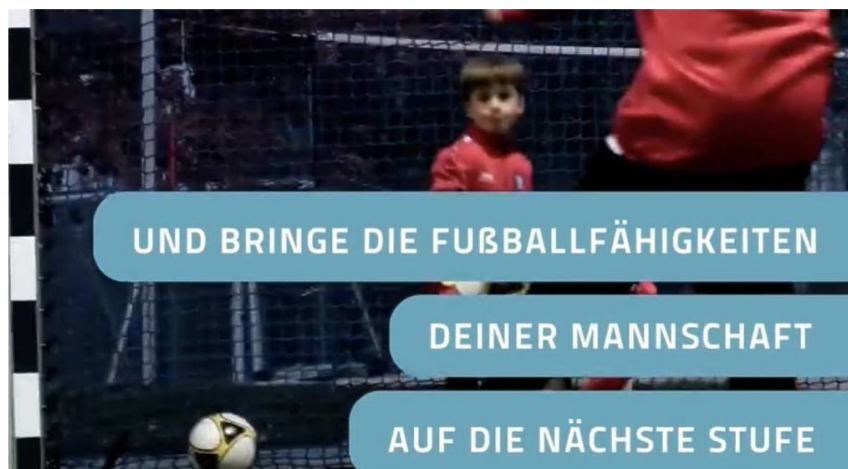 UND BRINGE DIE FUßBALLFÄHIGKEITEN
DEINER MANNSCHAFT
AUF DIE NÄCHSTE STUFE